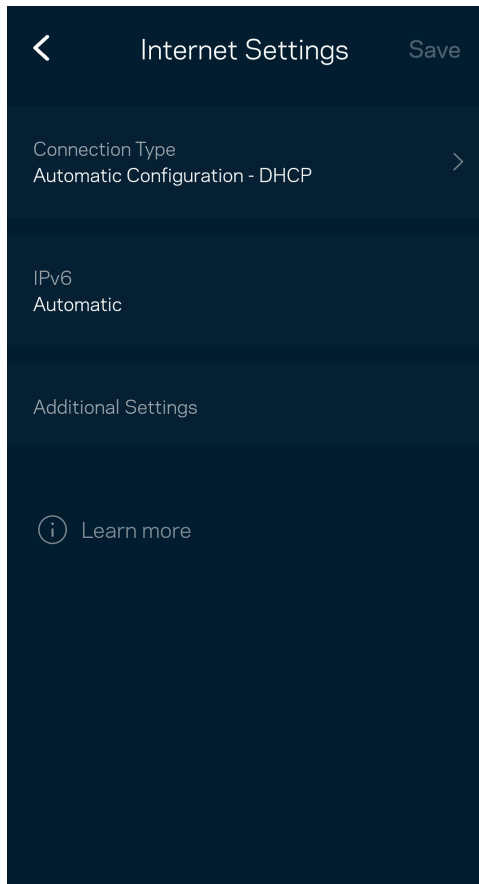 Internet Settings Save
Connection Type
Automatic Configuration - DHCP
IPv6
Automatic
Additional Settings
Learn more